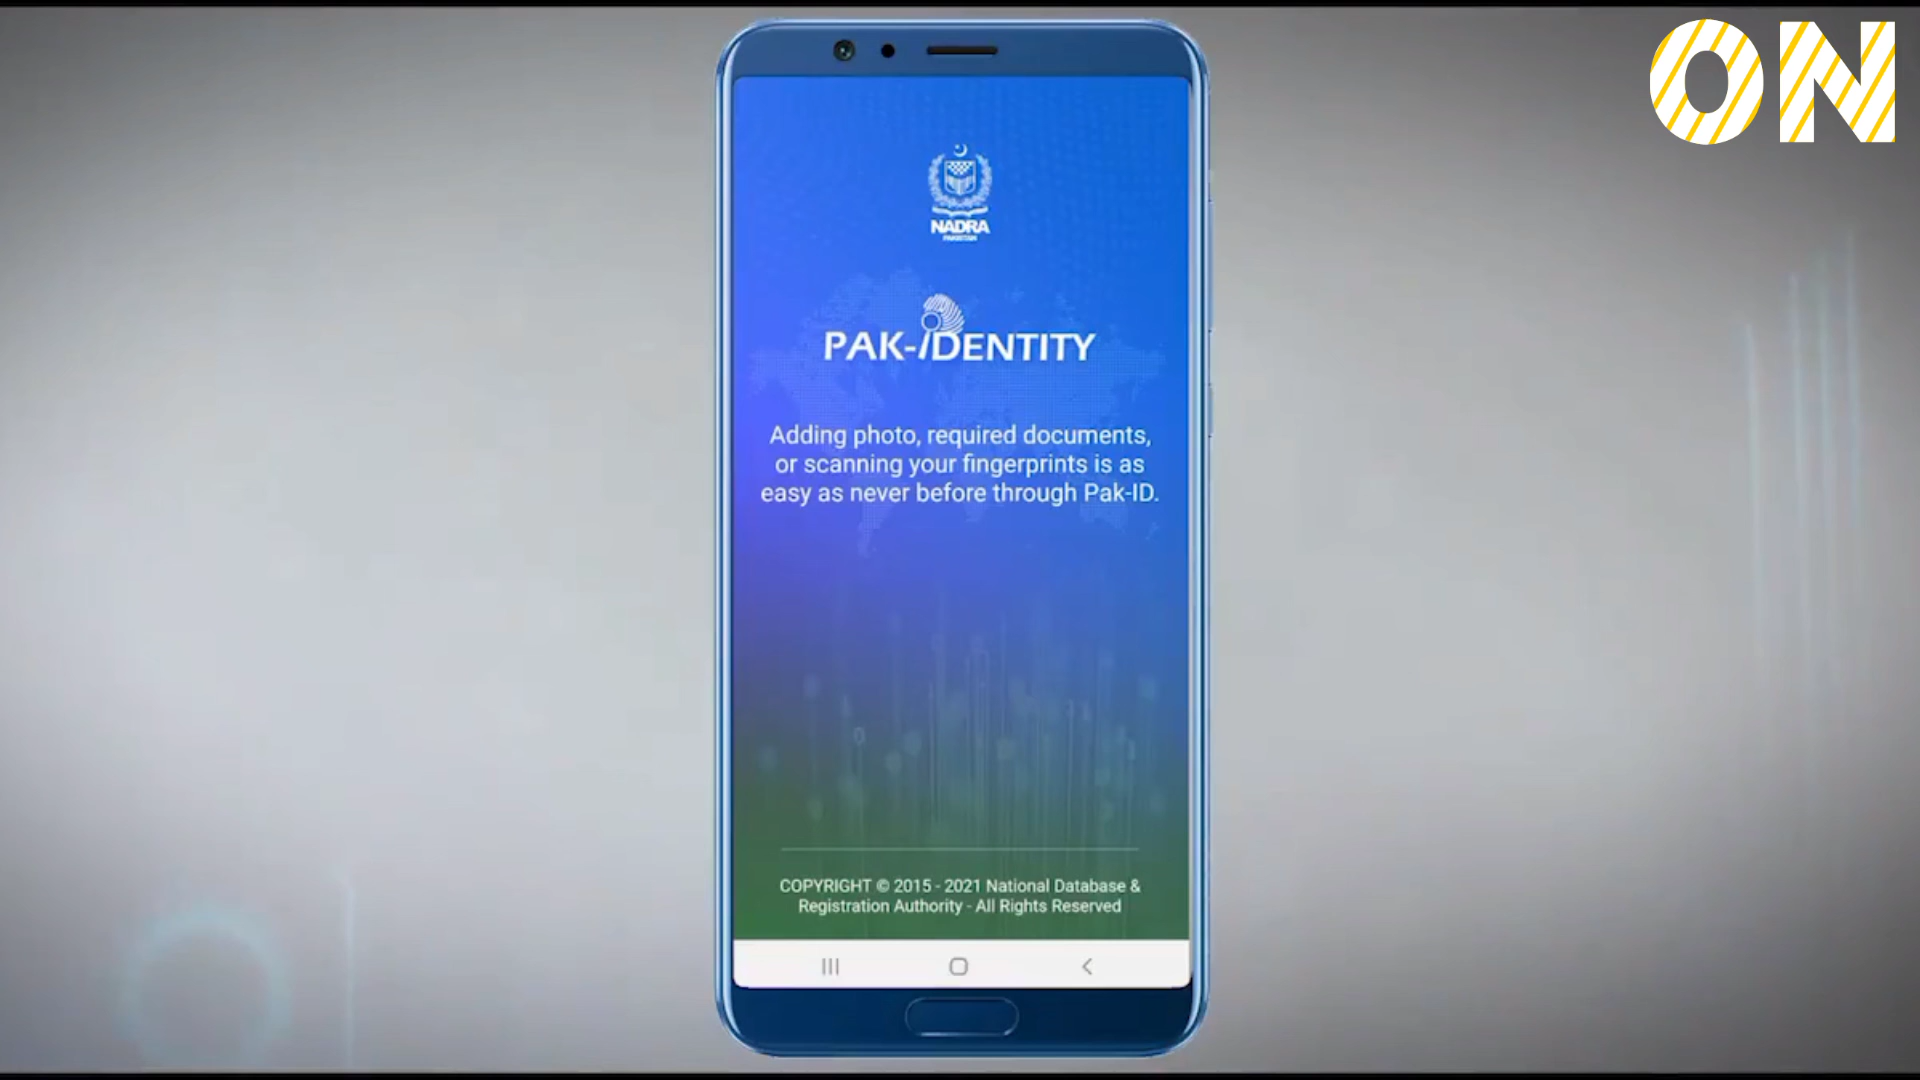 ON
NADRA
PAKISTAN
PAK-IDENTITY
Adding photo, required documents,
or scanning your fingerprints is as
easy as never before through Pak-ID.
COPYRIGHT © 2015 - 2021 National Database &
Registration Authority - All Rights Reserved